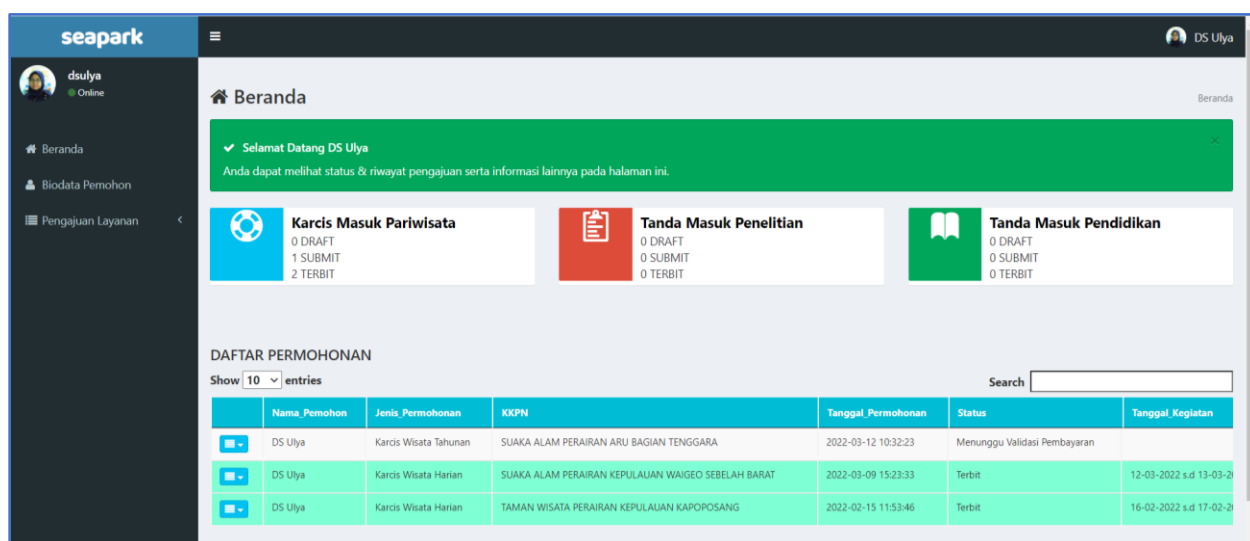 seapark
DS Ulya
dsulya
Online
Beranda
Biodata Pemohon
Pengajuan Layanan
Beranda
Beranda
Selamat Datang DS Ulya
Anda dapat melihat status & riwayat pengajuan serta informasi lainnya pada halaman ini.
Karcis Masuk Pariwisata
0 DRAFT
1 SUBMIT
2 TERBIT
Tanda Masuk Penelitian
0 DRAFT
0 SUBMIT
0 TERBIT
Tanda Masuk Pendidikan
0 DRAFT
0 SUBMIT
0 TERBIT
DAFTAR PERMOHONAN
Show 10 entries
Search
Nama_Pemohon Jenis_Permohonan KKPN Tanggal_Permohonan Status Tanggal_Kegiatan
DS Ulya Karcis Wisata Tahunan SUAKA ALAM PERAIRAN ARU BAGIAN TENGGARA 2022-03-12 10:32:23 Menunggu Validasi Pembayaran
DS Ulya Karcis Wisata Harian SUAKA ALAM PERAIRAN KEPULAUAN WAIGEO SEBELAH BARAT 2022-03-09 15:23:33 Terbit 12-03-2022 s.d 13-03-2
DS Ulya Karcis Wisata Harian TAMAN WISATA PERAIRAN KEPULAUAN KAPOPOSANG 2022-02-15 11:53:46 Terbit 16-02-2022 s.d 17-02-2